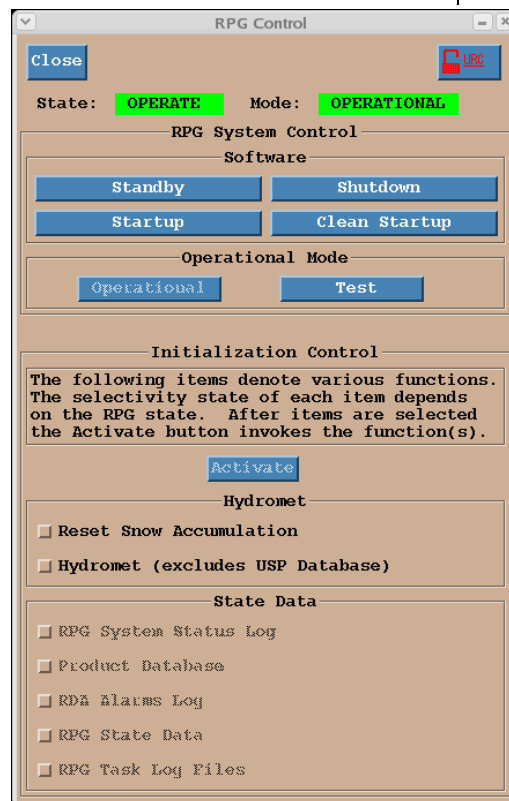 RPG Control
Close
URC
State: OPERATE Mode: OPERATIONAL
RPG System Control
Software
Standby Shutdown
Startup Clean Startup
Operational Mode
Operational Test
Initialization Control
The following items denote various functions.
The selectivity state of each item depends
on the RPG state. After items are selected
the Activate button invokes the function(s).
Activate
Hydromet
Reset Snow Accumulation
Hydromet (excludes USP Database)
State Data
RPG System Status Log
Product Database
RDA Alarms Log
RPG State Data
RPG Task Log Files